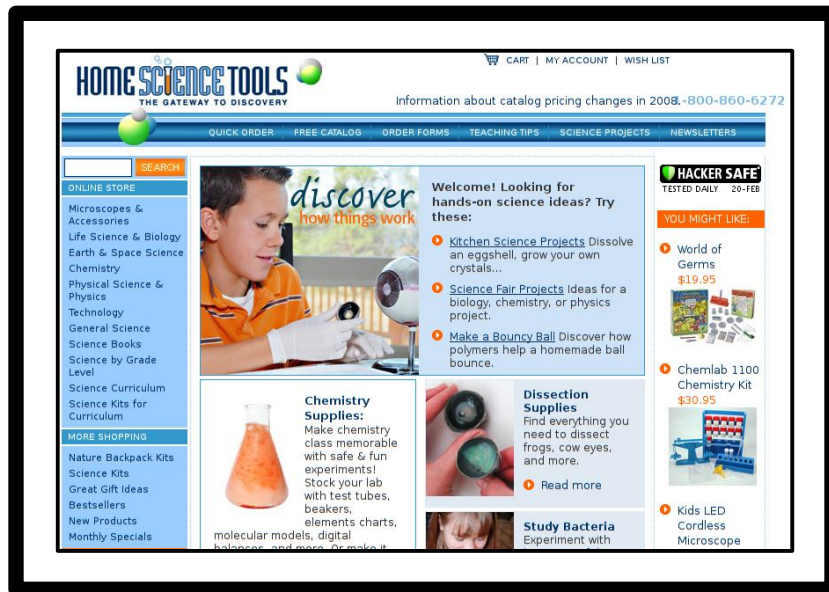 HOME SCIENCE TOOLS
THE GATEWAY TO DISCOVERY
CART | MY ACCOUNT | WISH LIST
Information about catalog pricing changes in 2008. 1-800-860-6272
QUICK ORDER FREE CATALOG ORDER FORMS TEACHING TIPS SCIENCE PROJECTS NEWSLETTERS
SEARCH
ONLINE STORE
Microscopes &
Accessories
Life Science & Biology
Earth & Space Science
Chemistry
Physical Science &
Physics
Technology
General Science
Science Books
Science by Grade
Level
Science Curriculum
Science Kits for
Curriculum
MORE SHOPPING
Nature Backpack Kits
Science Kits
Great Gift Ideas
Bestsellers
New Products
Monthly Specials
discover
how things work
Welcome! Looking for
hands-on science ideas? Try
these:
Kitchen Science Projects Dissolve
an eggshell, grow your own
crystals...
Science Fair Projects Ideas for a
biology, chemistry, or physics
project.
Make a Bouncy Ball Discover how
polymers help a homemade ball
bounce.
Chemistry
Supplies:
Make chemistry
class memorable
with safe & fun
experiments!
Stock your lab
with test tubes,
beakers,
elements charts,
molecular models, digital
balances, and more. Or make it
Dissection
Supplies
Find everything you
need to dissect
frogs, cow eyes,
and more.
Read more
Study Bacteria
Experiment with
HACKER SAFE
TESTED DAILY 20-FEB
YOU MIGHT LIKE:
World of
Germs
$19.95
Chemlab 1100
Chemistry Kit
$30.95
Kids LED
Cordless
Microscope